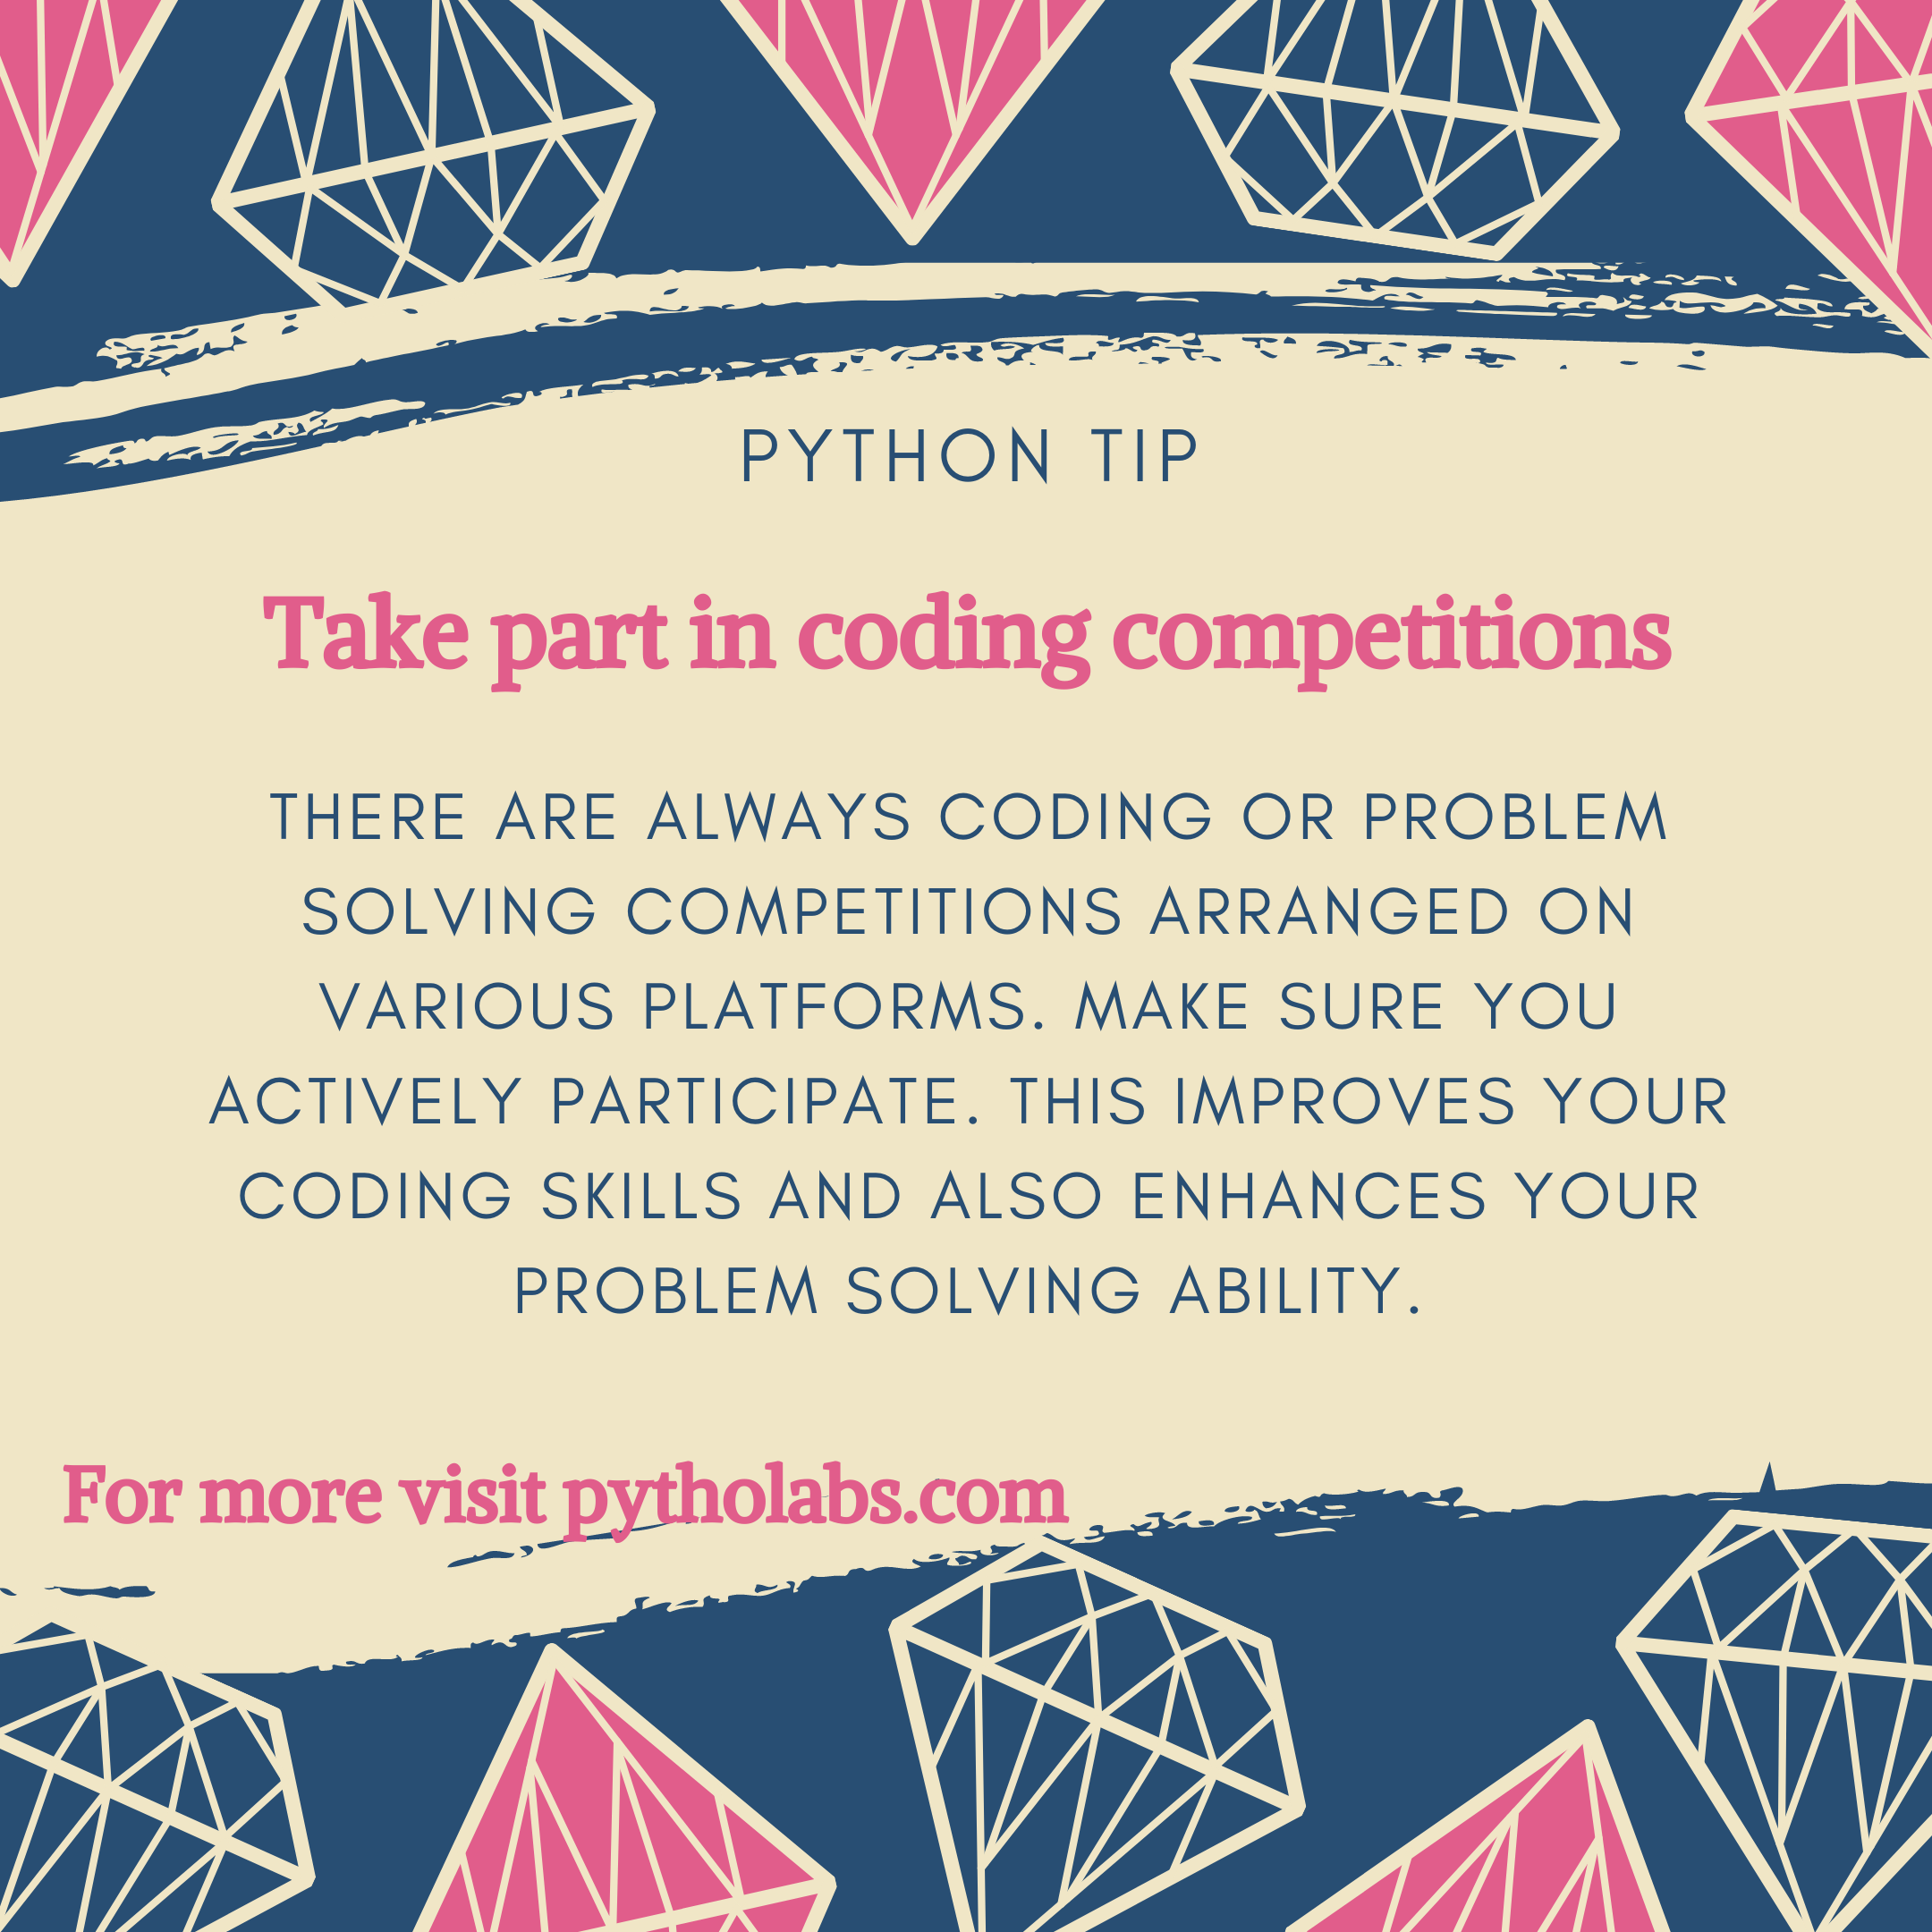 PYTHON TIP
Take part in coding competitions
THERE ARE ALWAYS CODING OR PROBLEM
SOLVING COMPETITIONS ARRANGED ON
VARIOUS PLATFORMS. MAKE SURE YOU
ACTIVELY PARTICIPATE. THIS IMPROVES YOUR
CODING SKILLS AND ALSO ENHANCES YOUR
PROBLEM SOLVING ABILITY.
For more visit pytholabs.com